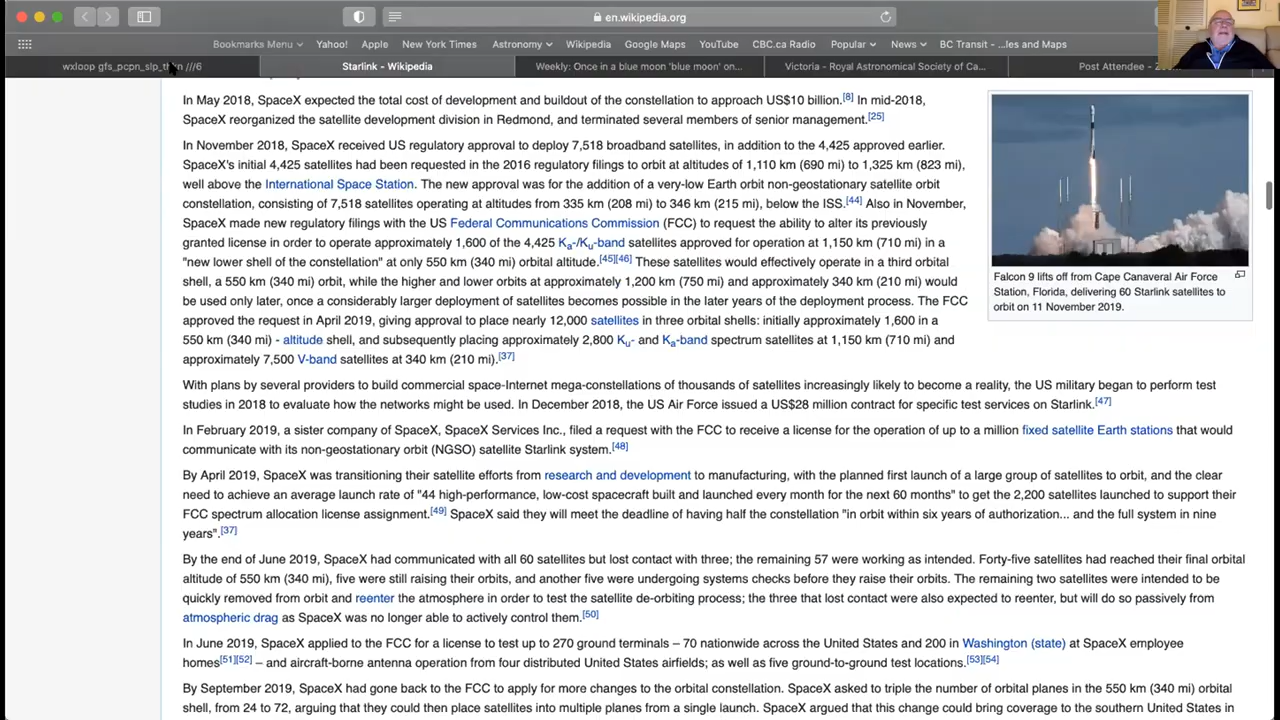 en.wikipedia.org
Bookmarks Menu Yahoo! Apple New York Times Astronomy Wikipedia Google Maps YouTube CBC.ca Radio Popular News BC Transit - ...les and Maps
wxloop gfs_pcpn_slp_ ///6 Starlink - Wikipedia Weekly: Once in a blue moon 'blue moon' on... Victoria - Royal Astronomical Society of Ca... Post Attendee -
In May 2018, SpaceX expected the total cost of development and buildout of the constellation to approach US$10 billion.[8] In mid-2018,
SpaceX reorganized the satellite development division in Redmond, and terminated several members of senior management.[25]
In November 2018, SpaceX received US regulatory approval to deploy 7,518 broadband satellites, in addition to the 4,425 approved earlier.
SpaceX's initial 4,425 satellites had been requested in the 2016 regulatory filings to orbit at altitudes of 1,110 km (690 mi) to 1,325 km (823 mi),
well above the International Space Station. The new approval was for the addition of a very-low Earth orbit non-geostationary satellite orbit
constellation, consisting of 7,518 satellites operating at altitudes from 335 km (208 mi) to 346 km (215 mi), below the ISS.[44] Also in November,
SpaceX made new regulatory filings with the US Federal Communications Commission (FCC) to request the ability to alter its previously
granted license in order to operate approximately 1,600 of the 4,425 Ka-/Ku-band satellites approved for operation at 1,150 km (710 mi) in a
"new lower shell of the constellation" at only 550 km (340 mi) orbital altitude.[45][46] These satellites would effectively operate in a third orbital
shell, a 550 km (340 mi) orbit, while the higher and lower orbits at approximately 1,200 km (750 mi) and approximately 340 km (210 mi) would
be used only later, once a considerably larger deployment of satellites becomes possible in the later years of the deployment process. The FCC
approved the request in April 2019, giving approval to place nearly 12,000 satellites in three orbital shells: initially approximately 1,600 in a
550 km (340 mi) - altitude shell, and subsequently placing approximately 2,800 Ku- and Ka-band spectrum satellites at 1,150 km (710 mi) and
approximately 7,500 V-band satellites at 340 km (210 mi).[37]
Falcon 9 lifts off from Cape Canaveral Air Force
Station, Florida, delivering 60 Starlink satellites to
orbit on 11 November 2019.
With plans by several providers to build commercial space-Internet mega-constellations of thousands of satellites increasingly likely to become a reality, the US military began to perform test
studies in 2018 to evaluate how the networks might be used. In December 2018, the US Air Force issued a US$28 million contract for specific test services on Starlink.[47]
In February 2019, a sister company of SpaceX, SpaceX Services Inc., filed a request with the FCC to receive a license for the operation of up to a million fixed satellite Earth stations that would
communicate with its non-geostationary orbit (NGSO) satellite Starlink system.[48]
By April 2019, SpaceX was transitioning their satellite efforts from research and development to manufacturing, with the planned first launch of a large group of satellites to orbit, and the clear
need to achieve an average launch rate of "44 high-performance, low-cost spacecraft built and launched every month for the next 60 months" to get the 2,200 satellites launched to support their
FCC spectrum allocation license assignment.[49] SpaceX said they will meet the deadline of having half the constellation "in orbit within six years of authorization... and the full system in nine
years".[37]
By the end of June 2019, SpaceX had communicated with all 60 satellites but lost contact with three; the remaining 57 were working as intended. Forty-five satellites had reached their final orbital
altitude of 550 km (340 mi), five were still raising their orbits, and another five were undergoing systems checks before they raise their orbits. The remaining two satellites were intended to be
quickly removed from orbit and reenter the atmosphere in order to test the satellite de-orbiting process; the three that lost contact were also expected to reenter, but will do so passively from
atmospheric drag as SpaceX was no longer able to actively control them.[50]
In June 2019, SpaceX applied to the FCC for a license to test up to 270 ground terminals – 70 nationwide across the United States and 200 in Washington (state) at SpaceX employee
homes[51][52] – and aircraft-borne antenna operation from four distributed United States airfields; as well as five ground-to-ground test locations.[53][54]
By September 2019, SpaceX had gone back to the FCC to apply for more changes to the orbital constellation. SpaceX asked to triple the number of orbital planes in the 550 km (340 mi) orbital
shell, from 24 to 72, arguing that they could then place satellites into multiple planes from a single launch. SpaceX argued that this change could bring coverage to the southern United States in